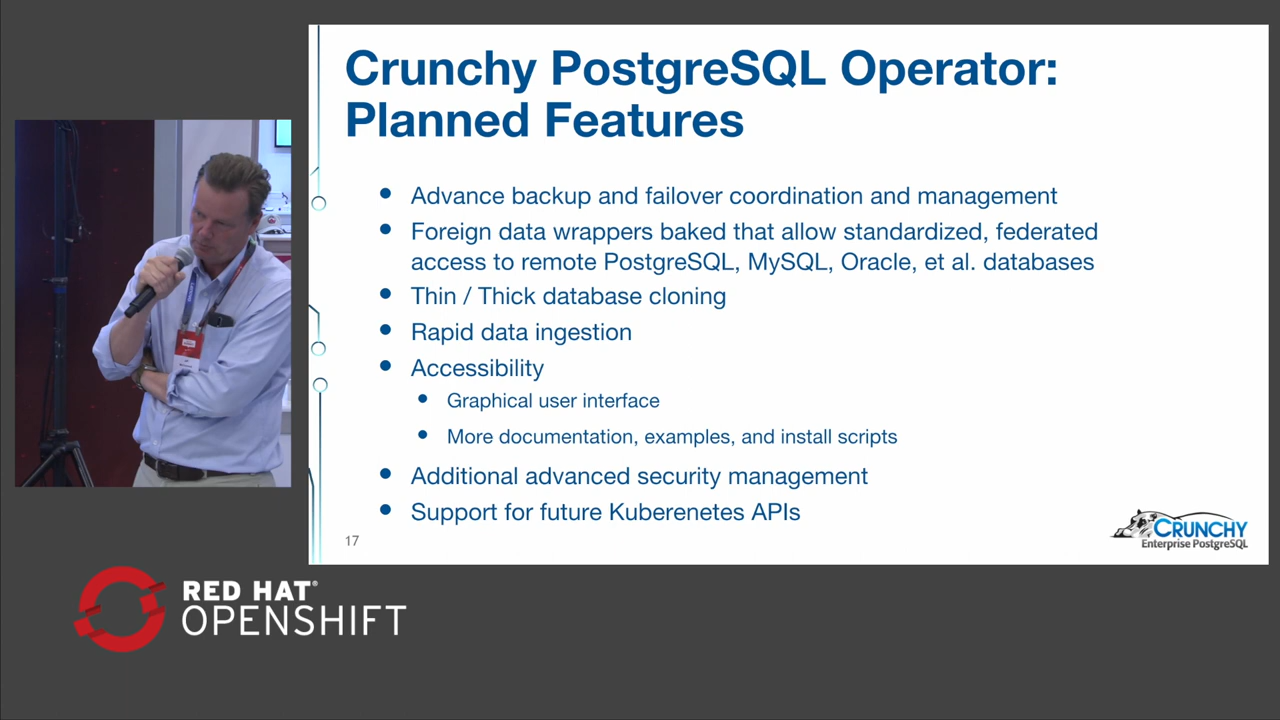 Crunchy PostgreSQL Operator:
Planned Features
Advance backup and failover coordination and management
Foreign data wrappers baked that allow standardized, federated
access to remote PostgreSQL, MySQL, Oracle, et al. databases
Thin / Thick database cloning
Rapid data ingestion
Accessibility
Graphical user interface
More documentation, examples, and install scripts
Additional advanced security management
Support for future Kuberenetes APIs
17
CRUNCHY
Enterprise PostgreSQL
RED HAT®
OPENSHIFT